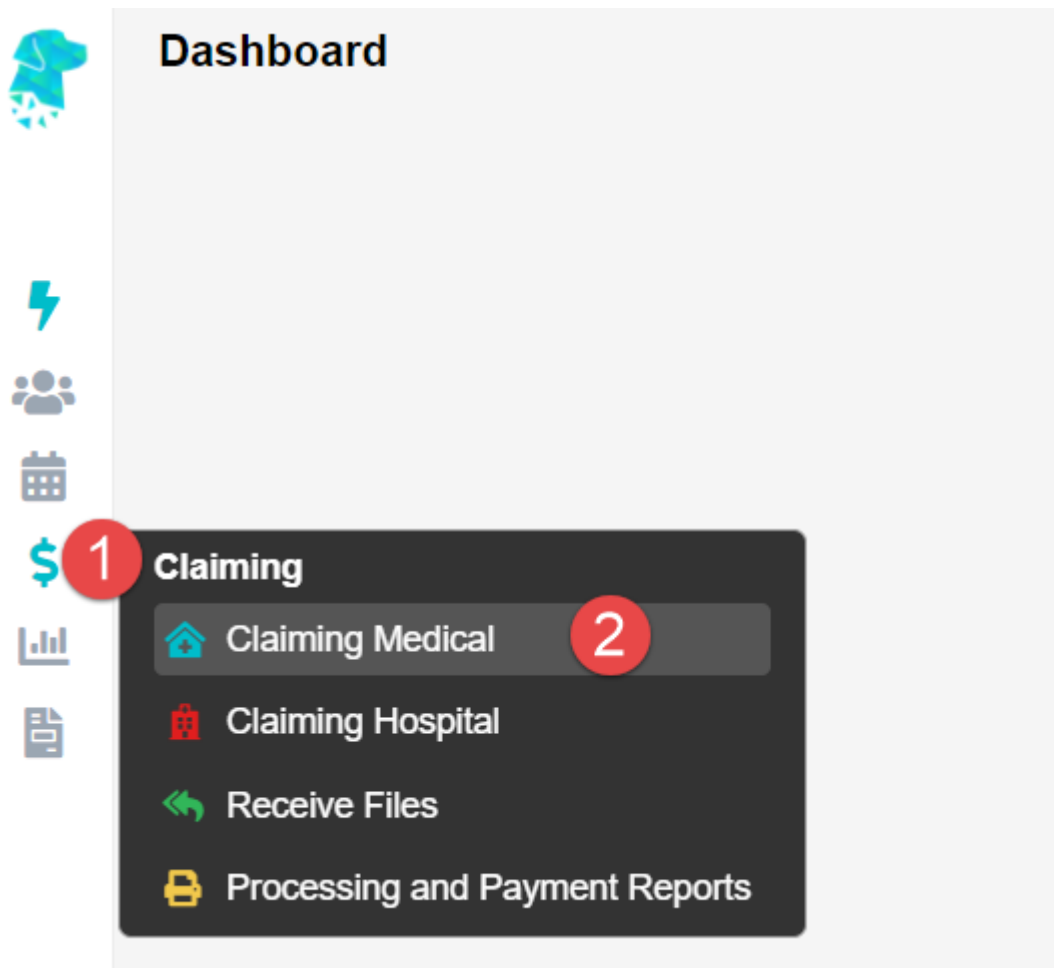 Dashboard
1
Claiming
Claiming Medical 2
Claiming Hospital
Receive Files
Processing and Payment Reports